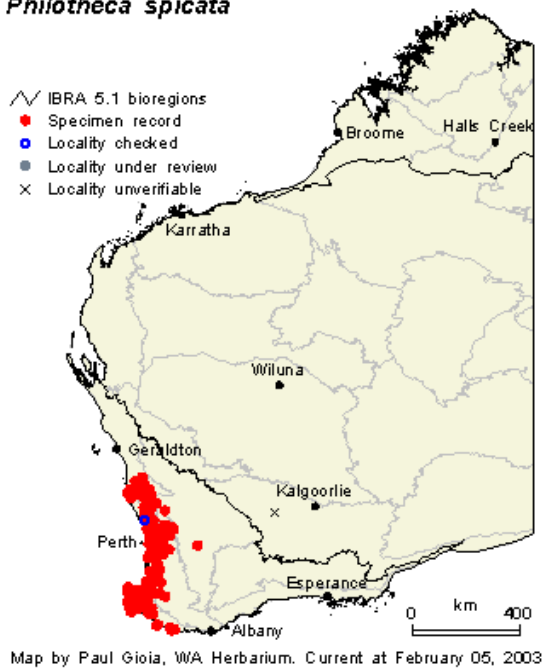 Philotheca spicata
IBRA 5.1 bioregions
Specimen record
Locality checked
Locality under review
Locality unverifiable
Broome
Halls Creek
Karratha
Wiluna
Geraldton
Kalgoorlie
Perth
Esperance
Albany
0 km 400
Map by Paul Gioia, WA Herbarium. Current at February 05, 2003